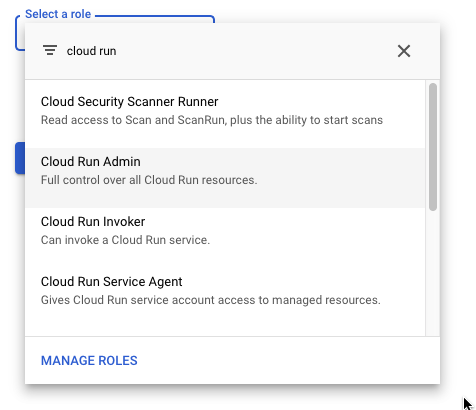 Select a role
cloud run
Cloud Security Scanner Runner
Read access to Scan and ScanRun, plus the ability to start scans
Cloud Run Admin
Full control over all Cloud Run resources.
Cloud Run Invoker
Can invoke a Cloud Run service.
Cloud Run Service Agent
Gives Cloud Run service account access to managed resources.
MANAGE ROLES